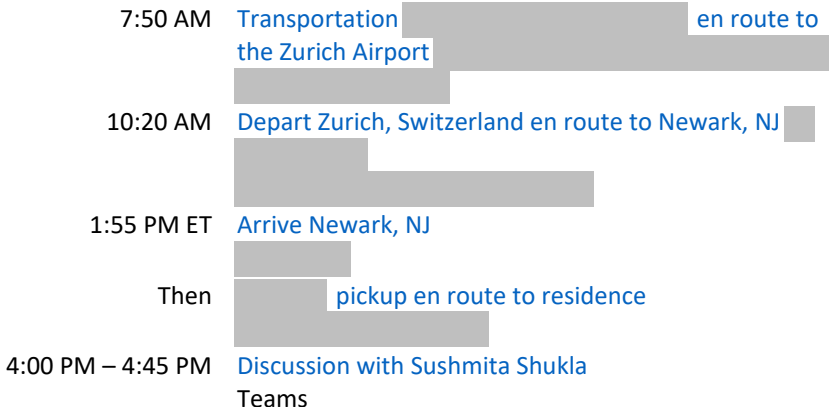 7:50 AM Transportation en route to
the Zurich Airport
10:20 AM Depart Zurich, Switzerland en route to Newark, NJ
1:55 PM ET Arrive Newark, NJ
Then pickup en route to residence
4:00 PM – 4:45 PM Discussion with Sushmita Shukla
Teams